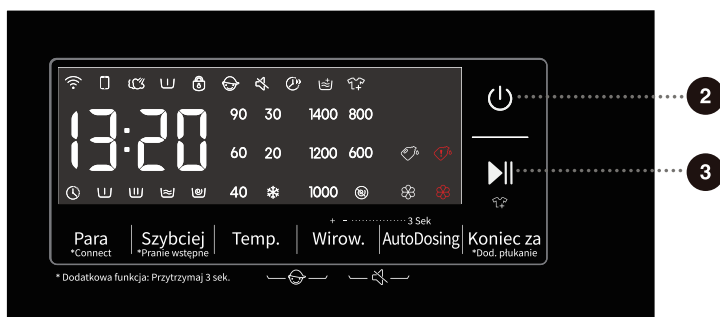 13:20
90 30 1400 800
60 20 1200 600
40 1000
+ - 3 Sek
Para Szybciej Temp. Wirow. AutoDosing Koniec za
*Connect *Pranie wstępne *Dod. płukanie
* Dodatkowa funkcja: Przytrzymaj 3 sek.
2
3